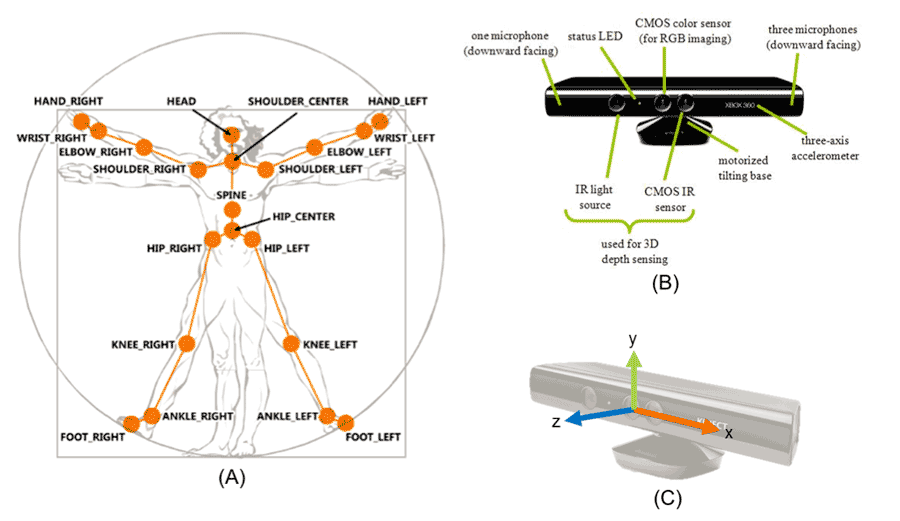 HAND_RIGHT
HEAD
SHOULDER_CENTER
HAND_LEFT
WRIST_RIGHT
WRIST_LEFT
ELBOW_RIGHT
ELBOW_LEFT
SHOULDER_RIGHT
SHOULDER_LEFT
SPINE
HIP_CENTER
HIP_RIGHT
HIP_LEFT
KNEE_RIGHT
KNEE_LEFT
ANKLE_RIGHT
ANKLE_LEFT
FOOT_RIGHT
FOOT_LEFT
(A)
one microphone
(downward facing)
status LED
CMOS color sensor
(for RGB imaging)
three microphones
(downward facing)
XBOX 360
three-axis
accelerometer
motorized
tilting base
IR light
source
CMOS IR
sensor
used for 3D
depth sensing
(B)
y
z
x
KINECT
(C)